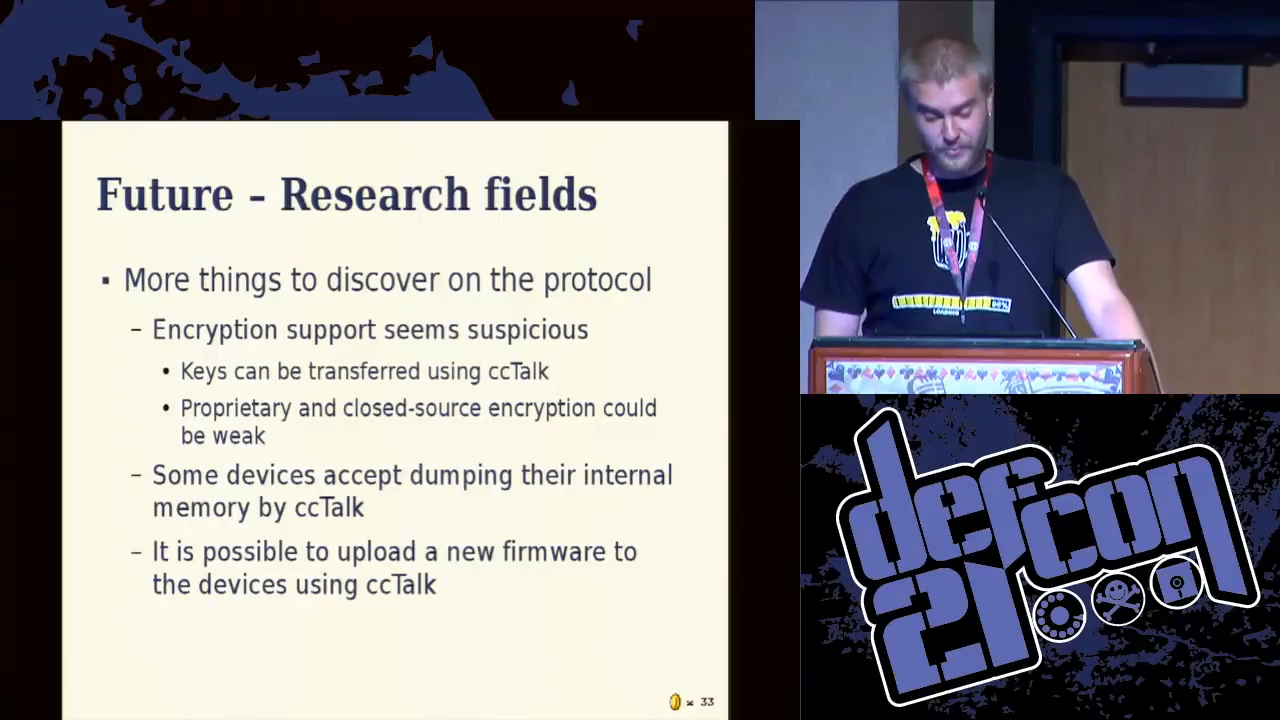 Future – Research fields
▪ More things to discover on the protocol
– Encryption support seems suspicious
• Keys can be transferred using ccTalk
• Proprietary and closed-source encryption could
be weak
– Some devices accept dumping their internal
memory by ccTalk
– It is possible to upload a new firmware to
the devices using ccTalk
× 33
LOADING
defcon
21